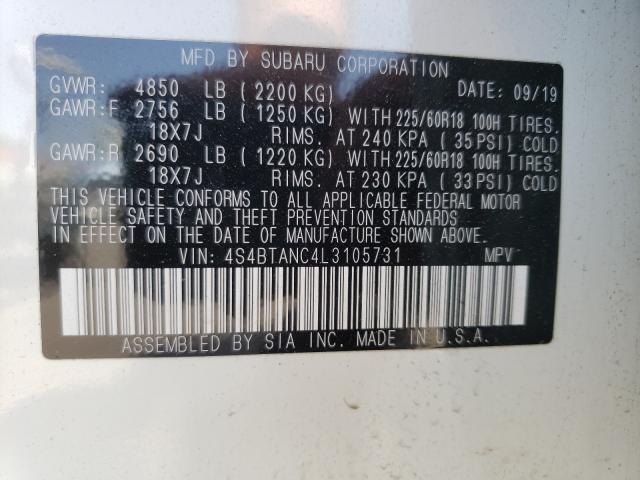 MFD BY SUBARU CORPORATION
GVWR: 4850 LB (2200 KG) DATE: 09/19
GAWR:F 2756 LB (1250 KG) WITH 225/60R18 100H TIRES.
18X7J RIMS. AT 240 KPA (35 PSI) COLD
GAWR:R 2690 LB (1220 KG) WITH 225/60R18 100H TIRES.
18X7J RIMS. AT 230 KPA (33 PSI) COLD
THIS VEHICLE CONFORMS TO ALL APPLICABLE FEDERAL MOTOR
VEHICLE SAFETY AND THEFT PREVENTION STANDARDS
IN EFFECT ON THE DATE OF MANUFACTURE SHOWN ABOVE.
VIN: 4S4BTANC4L3105731 MPV
ASSEMBLED BY SIA INC. MADE IN U.S.A.